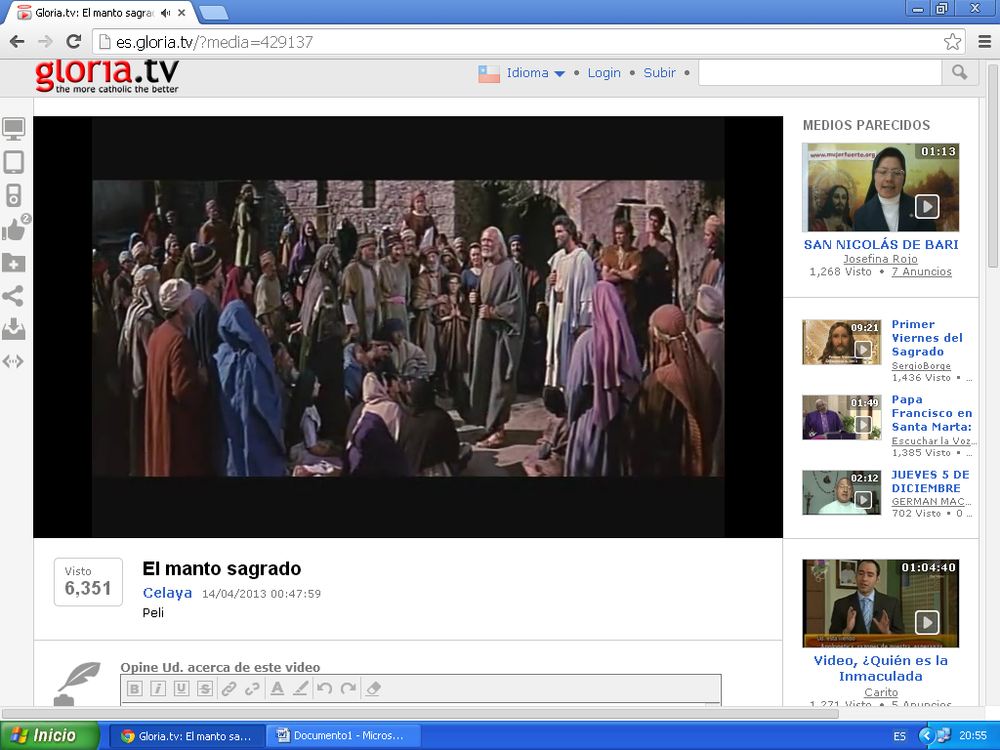 Gloria.tv: El manto sagra
es.gloria.tv/?media=429137
gloria.tv
the more catholic the better
Idioma • Login • Subir •
2
MEDIOS PARECIDOS
www.mujerfuerte.org
01:13
SAN NICOLÁS DE BARI
Josefina Rojo
1,268 Visto • 7 Anuncios
09:21
Primer
Viernes del
Sagrado
SergioBorge
1,436 Visto • ...
01:49
Papa
Francisco en
Santa Marta:
Escuchar la Voz...
1,385 Visto • ...
02:12
JUEVES 5 DE
DICIEMBRE
GERMAN MAC...
702 Visto • 0 ...
Visto
6,351
El manto sagrado
Celaya 14/04/2013 00:47:59
Peli
01:04:40
Video, ¿Quién es la
Inmaculada
Carito
1,271 Visto • 5 Anuncios
Opine Ud. acerca de este video
B i U S A
Inicio
Gloria.tv: El manto sa...
Documento1 - Micros...
ES
20:55